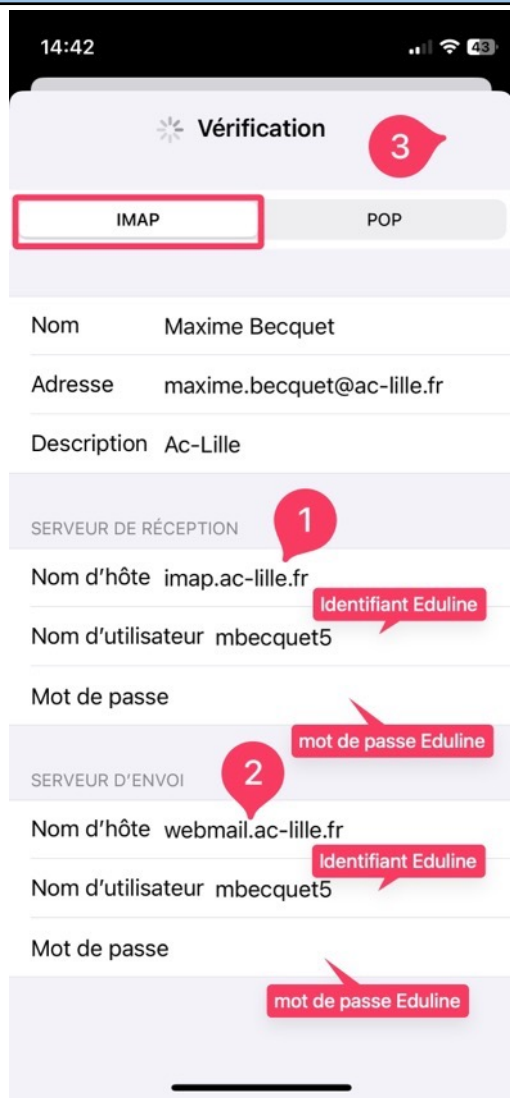 14:42
43
Vérification
3
IMAP POP
Nom Maxime Becquet
Adresse maxime.becquet@ac-lille.fr
Description Ac-Lille
1
SERVEUR DE RÉCEPTION
Nom d'hôte imap.ac-lille.fr
Identifiant Eduline
Nom d'utilisateur mbecquet5
Mot de passe
mot de passe Eduline
2
SERVEUR D'ENVOI
Nom d'hôte webmail.ac-lille.fr
Identifiant Eduline
Nom d'utilisateur mbecquet5
Mot de passe
mot de passe Eduline